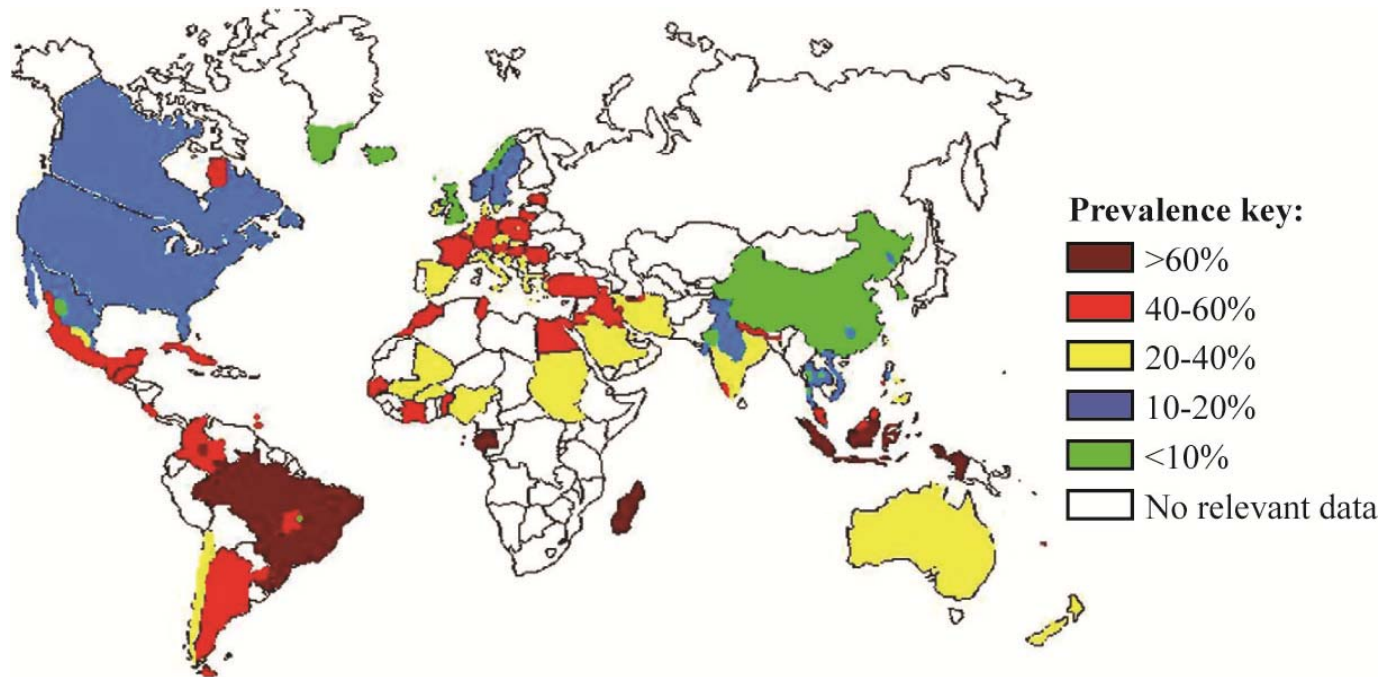 Prevalence key:
>60%
40-60%
20-40%
10-20%
<10%
No relevant data